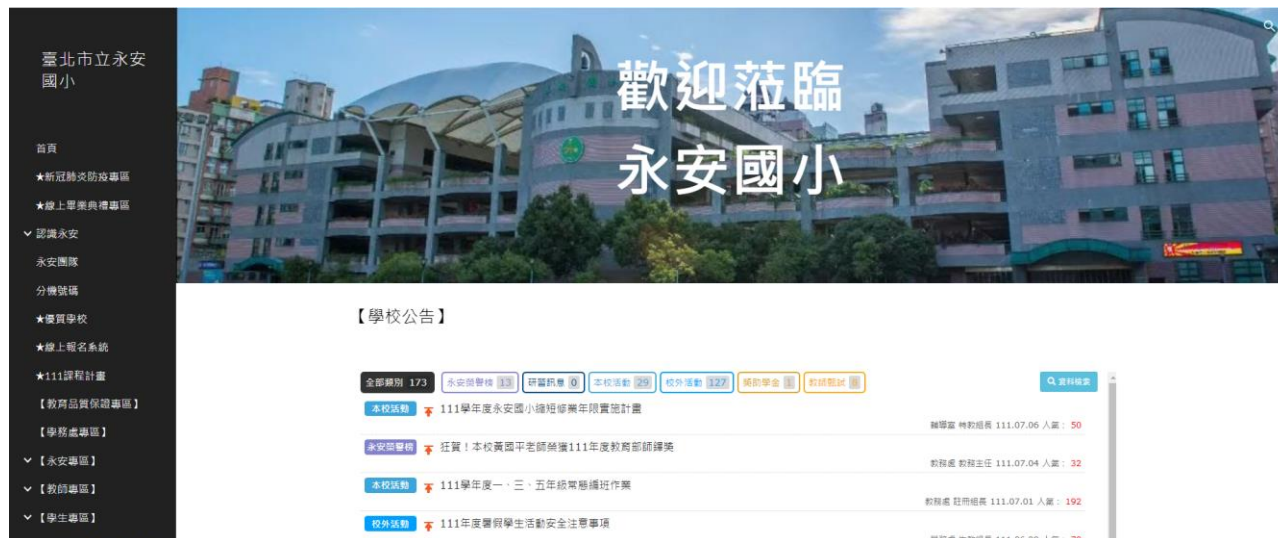 臺北市立永安
國小
首頁
★新冠肺炎防疫專區
★線上畢業典禮專區
認識永安
永安團隊
分機號碼
★優質學校
★線上報名系統
★111課程計畫
【教育品質保證專區】
【學務處專區】
【永安專區】
【教師專區】
【學生專區】
歡迎蒞臨
永安國小
【學校公告】
全部類別 173 永安榮譽榜 13 研習訊息 0 本校活動 29 校外活動 127 獎助學金 1 教師甄試 資料檢索
本校活動 111學年度永安國小縮短修業年限實施計畫
輔導室 特教組長 111.07.06 人氣: 50
永安榮譽榜 狂賀!本校黃國平老師榮獲111年度教育部師鐸獎
教務處 教務主任 111.07.04 人氣: 32
本校活動 111學年度一、三、五年級常態編班作業
教務處 註冊組長 111.07.01 人氣: 192
校外活動 111年度暑假學生活動安全注意事項